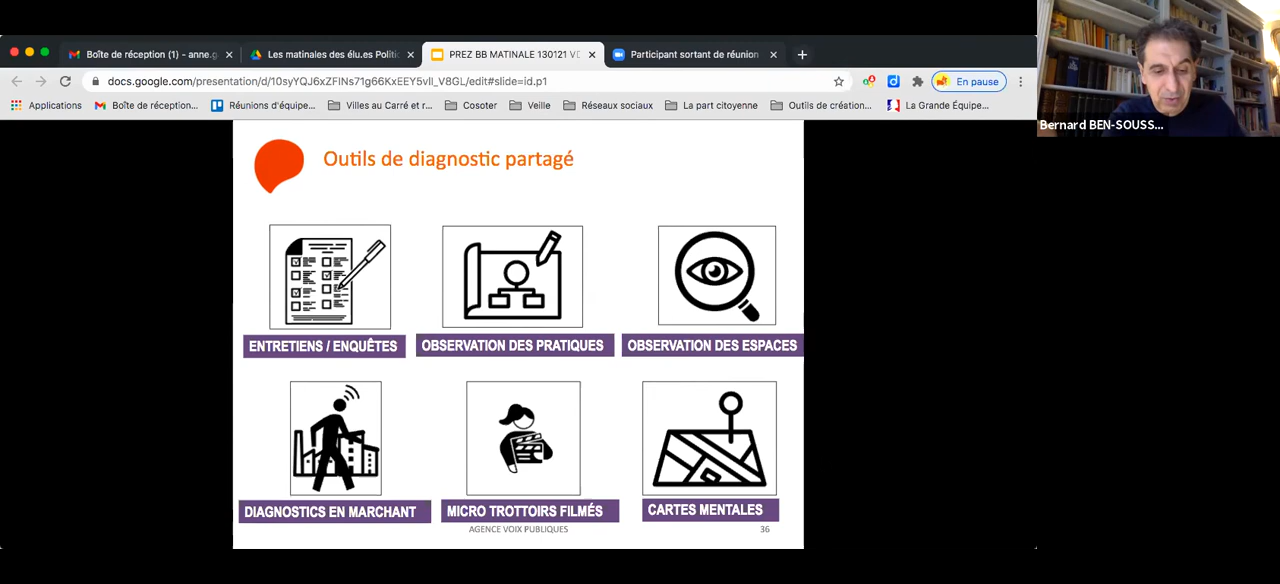 Boîte de réception (1) - anne.g
Les matinales des élu.es Politi
PREZ BB MATINALE 130121 VD
Participant sortant de réunion
docs.google.com/presentation/d/10syYQJ6xZFINs71g66KxEEY5vII_V8GL/edit#slide=id.p1
En pause
Applications
Boîte de réception...
Réunions d'équipe...
Villes au Carré et r...
Cosoter
Veille
Réseaux sociaux
La part citoyenne
Outils de création...
La Grande Équipe...
Bernard BEN-SOUSS...
Outils de diagnostic partagé
ENTRETIENS / ENQUÊTES
OBSERVATION DES PRATIQUES
OBSERVATION DES ESPACES
DIAGNOSTICS EN MARCHANT
MICRO TROTTOIRS FILMÉS
CARTES MENTALES
AGENCE VOIX PUBLIQUES
36